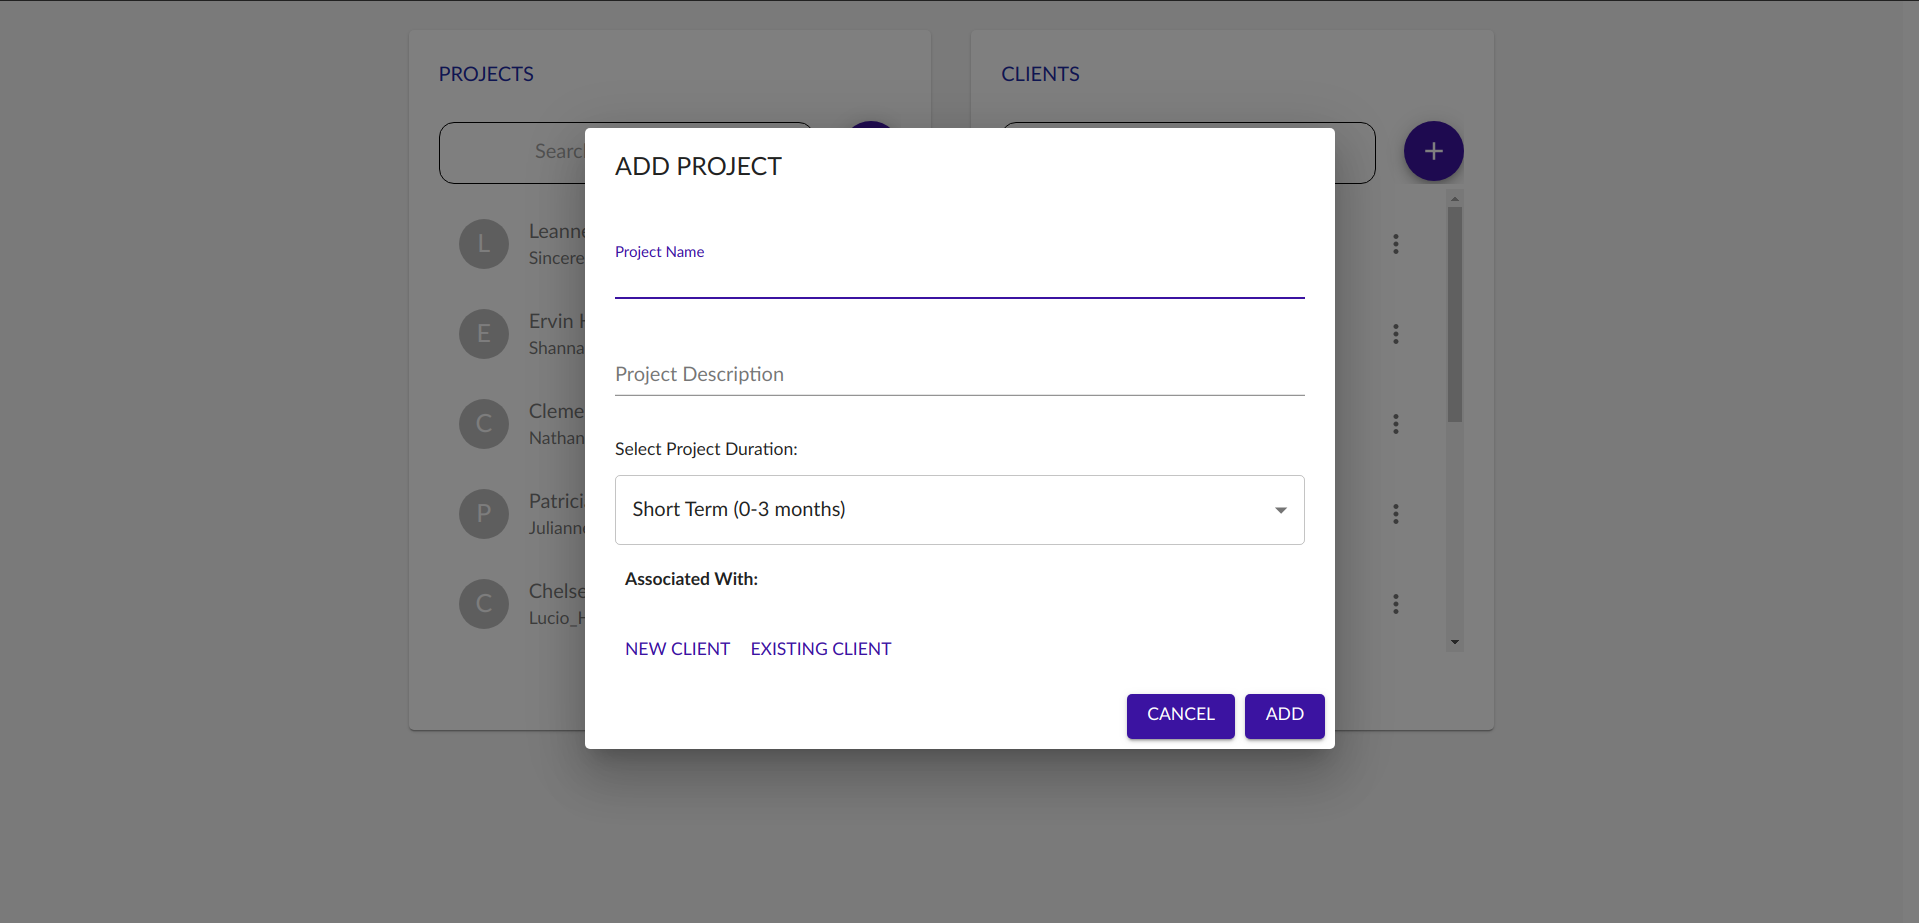 PROJECTS
CLIENTS
Search
+
ADD PROJECT
Project Name
Project Description
Select Project Duration:
Short Term (0-3 months)
Associated With:
NEW CLIENT EXISTING CLIENT
CANCEL ADD
L
Leanne
Sincere
E
Ervin
Shanna
C
Cleme
Nathan
P
Patrici
Julianne
C
Chelse
Lucio_H